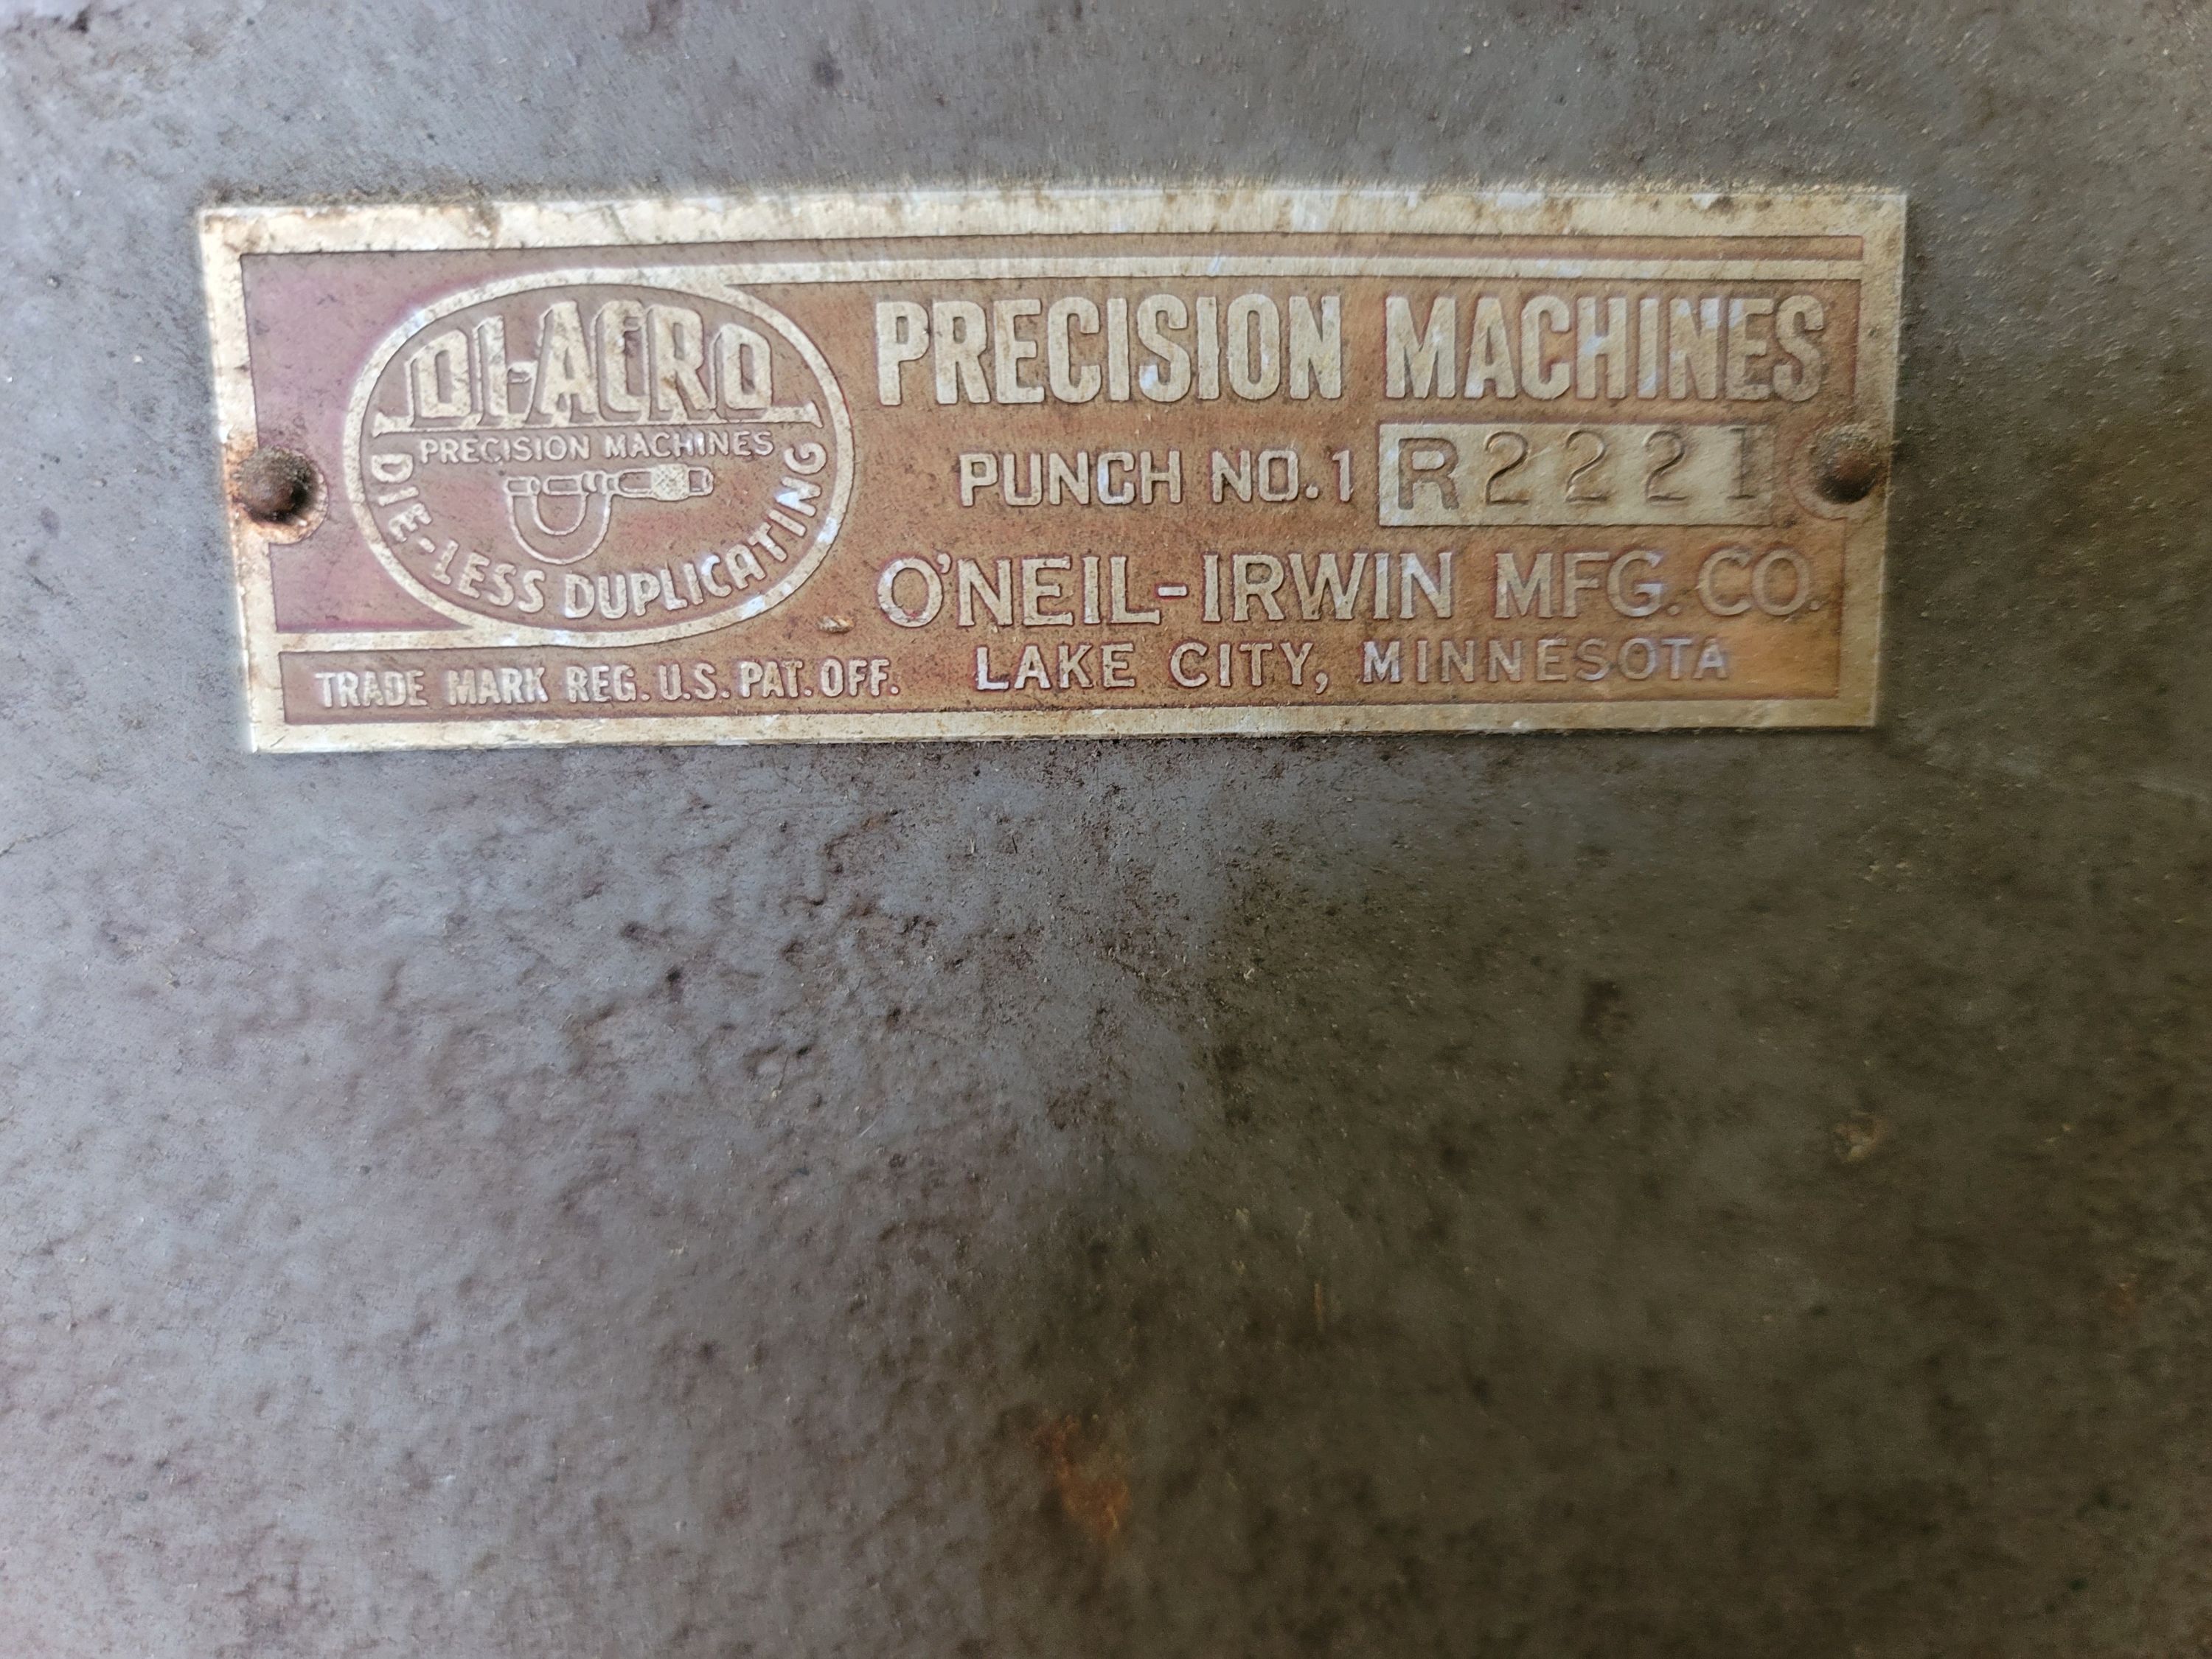 DI-ACRO
PRECISION MACHINES
DIE-LESS DUPLICATING
PRECISION MACHINES
PUNCH NO.1 R2221
O'NEIL-IRWIN MFG. CO.
LAKE CITY, MINNESOTA
TRADE MARK REG. U.S. PAT. OFF.